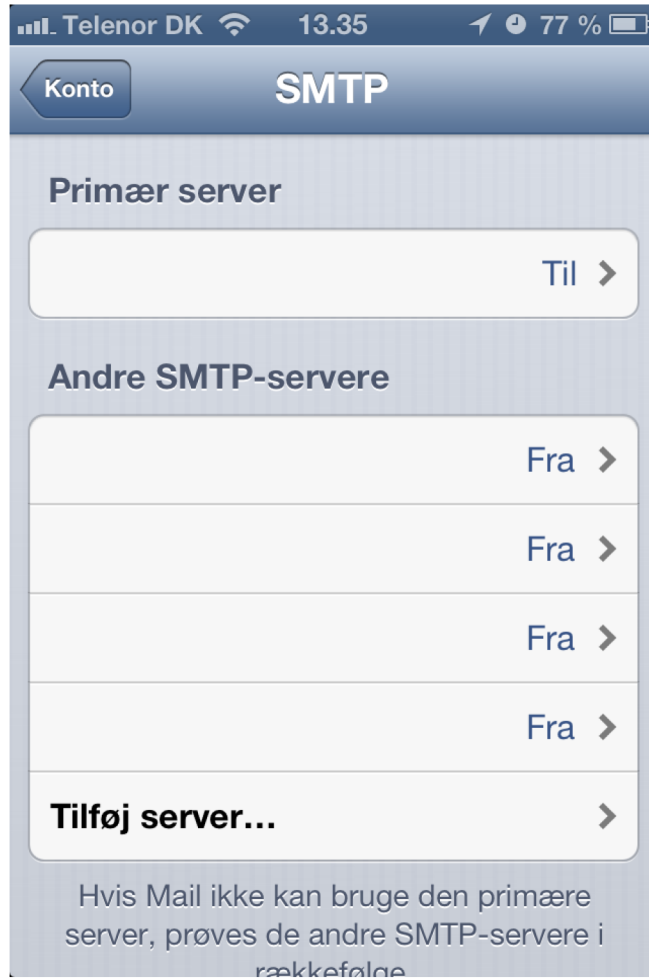 Telenor DK 13.35 77 %
Konto SMTP
Primær server
Til
Andre SMTP-servere
Fra
Fra
Fra
Fra
Tilføj server...
Hvis Mail ikke kan bruge den primære
server, prøves de andre SMTP-servere i
rækkefølge